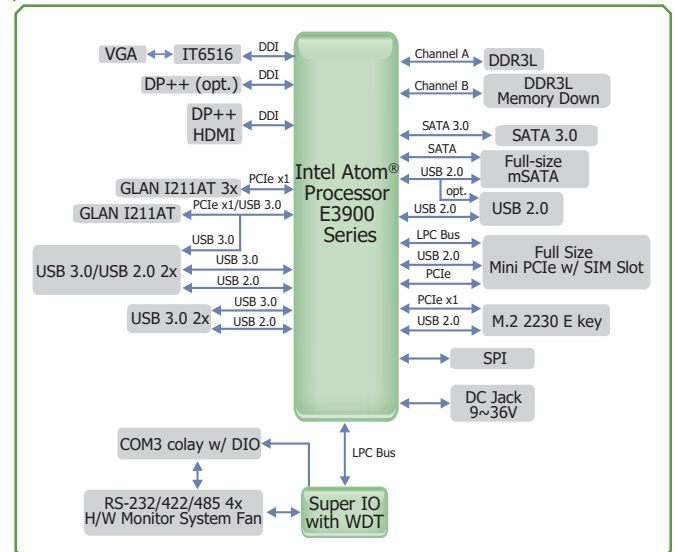 VGA
IT6516
DDI
DP++ (opt.)
DDI
DP++
HDMI
DDI
GLAN I211AT 3x
PCIe x1
GLAN I211AT
PCIe x1/USB 3.0
USB 3.0
USB 3.0/USB 2.0 2x
USB 3.0
USB 2.0
USB 3.0 2x
USB 3.0
USB 2.0
Intel Atom®
Processor
E3900
Series
Channel A
DDR3L
Channel B
DDR3L
Memory Down
SATA 3.0
SATA 3.0
SATA
USB 2.0
Full-size
mSATA
opt.
USB 2.0
USB 2.0
LPC Bus
USB 2.0
PCIe
Full Size
Mini PCIe w/ SIM Slot
PCIe x1
USB 2.0
M.2 2230 E key
SPI
DC Jack
9~36V
LPC Bus
COM3 colay w/ DIO
RS-232/422/485 4x
H/W Monitor System Fan
Super IO
with WDT